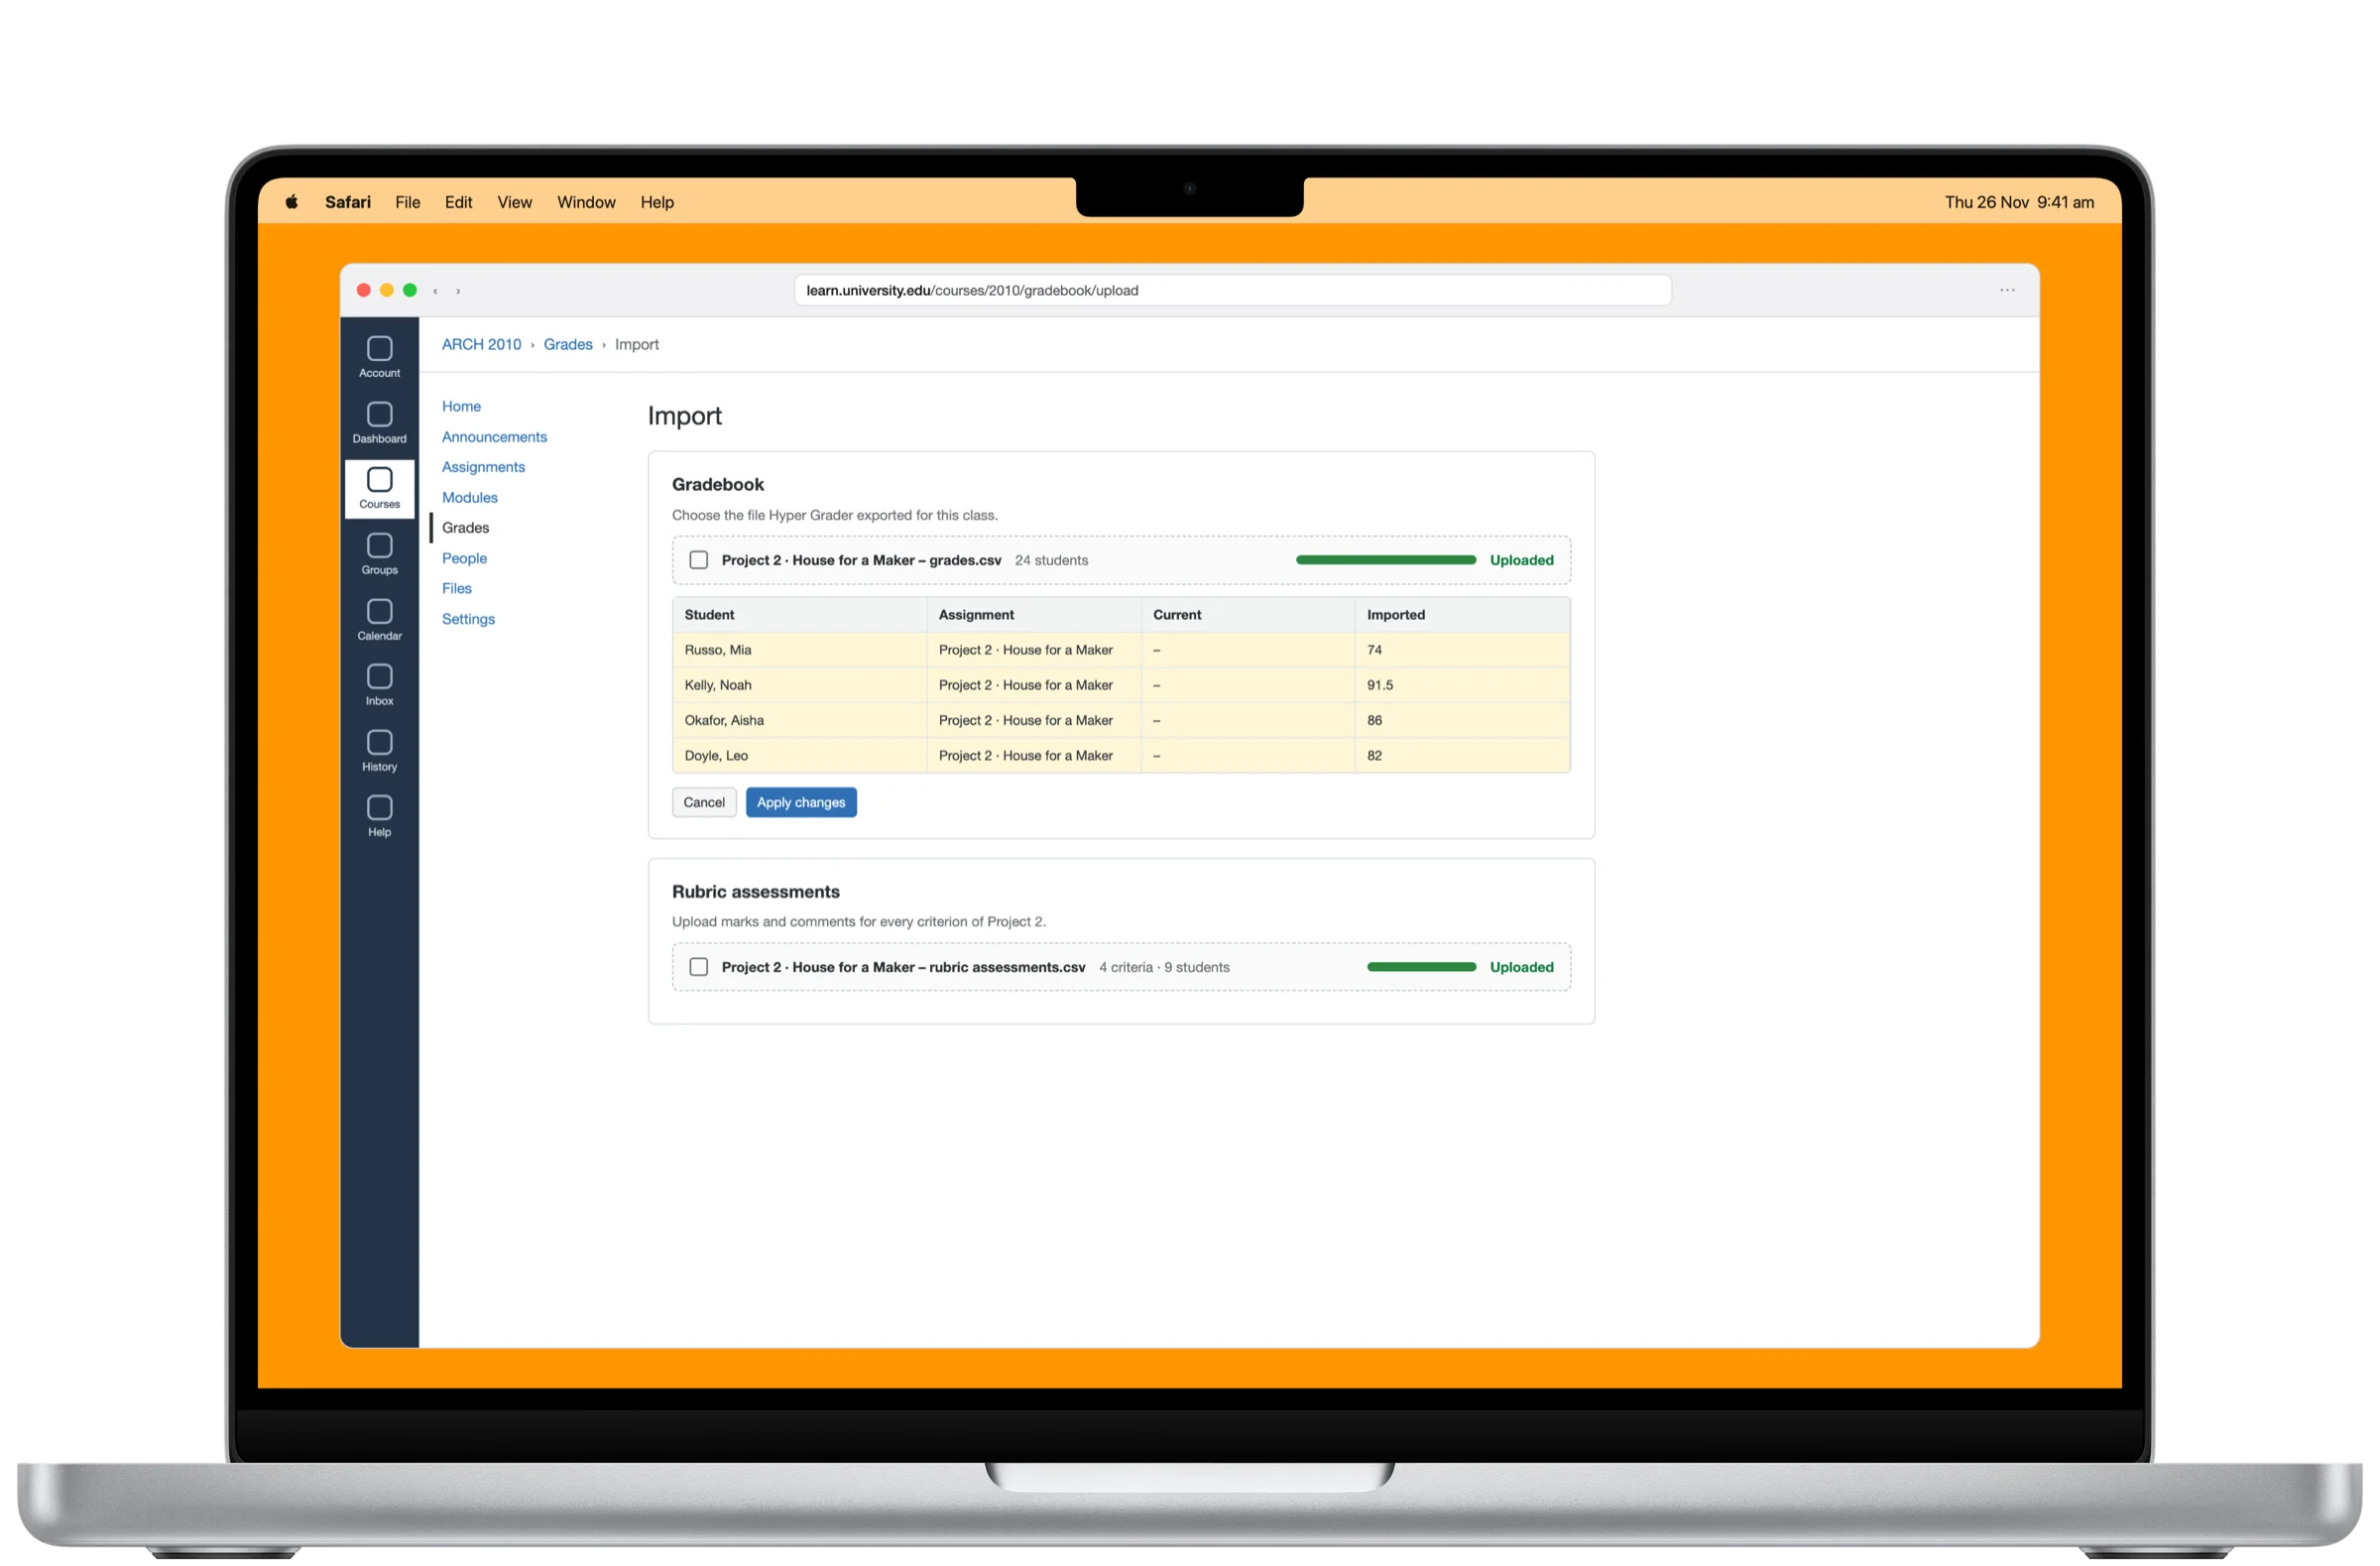 Safari File Edit View Window Help
Thu 26 Nov 9:41 am
learn.university.edu/courses/2010/gradebook/upload
Account
Dashboard
Courses
Groups
Calendar
Inbox
History
Help
ARCH 2010 › Grades › Import
Home
Announcements
Assignments
Modules
Grades
People
Files
Settings
Import
Gradebook
Choose the file Hyper Grader exported for this class.
Project 2 · House for a Maker – grades.csv 24 students Uploaded
Student Assignment Current Imported
Russo, Mia Project 2 · House for a Maker – 74
Kelly, Noah Project 2 · House for a Maker – 91.5
Okafor, Aisha Project 2 · House for a Maker – 86
Doyle, Leo Project 2 · House for a Maker – 82
Cancel Apply changes
Rubric assessments
Upload marks and comments for every criterion of Project 2.
Project 2 · House for a Maker – rubric assessments.csv 4 criteria · 9 students Uploaded